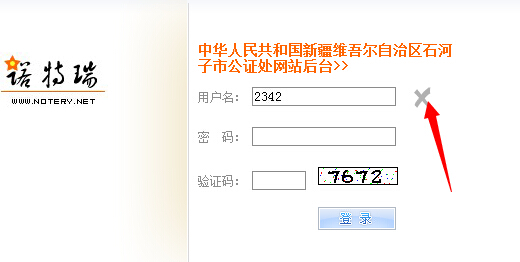 中华人民共和国新疆维吾尔自治区石河
子市公证处网站后台>>
诺特瑞
WWW.NOTERY.NET
用户名： 2342
密 码：
验证码： 7672
登 录